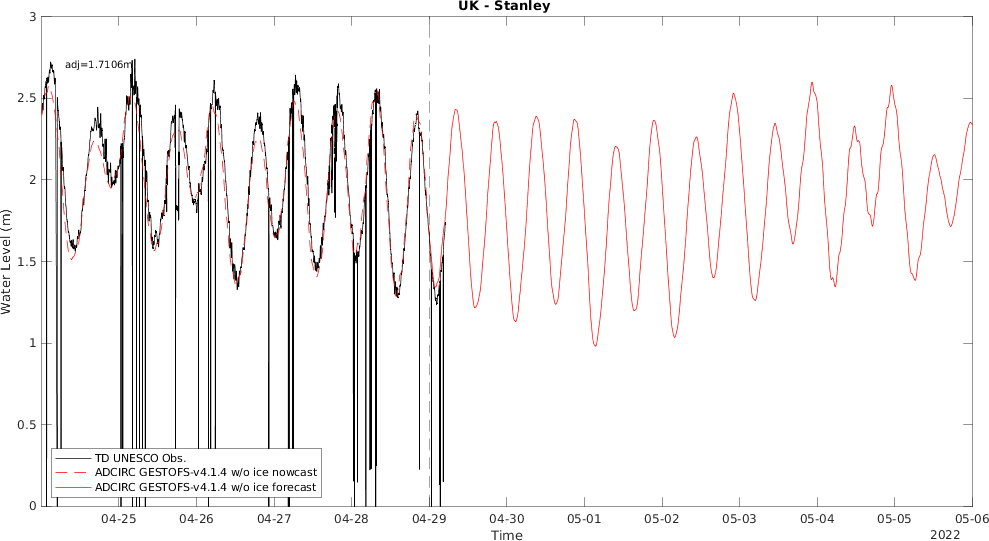 UK - Stanley
adj=1.7106m
3
2.5
2
1.5
1
0.5
0
Water Level (m)
TD UNESCO Obs.
ADCIRC GESTOFS-v4.1.4 w/o ice nowcast
ADCIRC GESTOFS-v4.1.4 w/o ice forecast
04-25 04-26 04-27 04-28 04-29 04-30 05-01 05-02 05-03 05-04 05-05 05-06
Time
2022